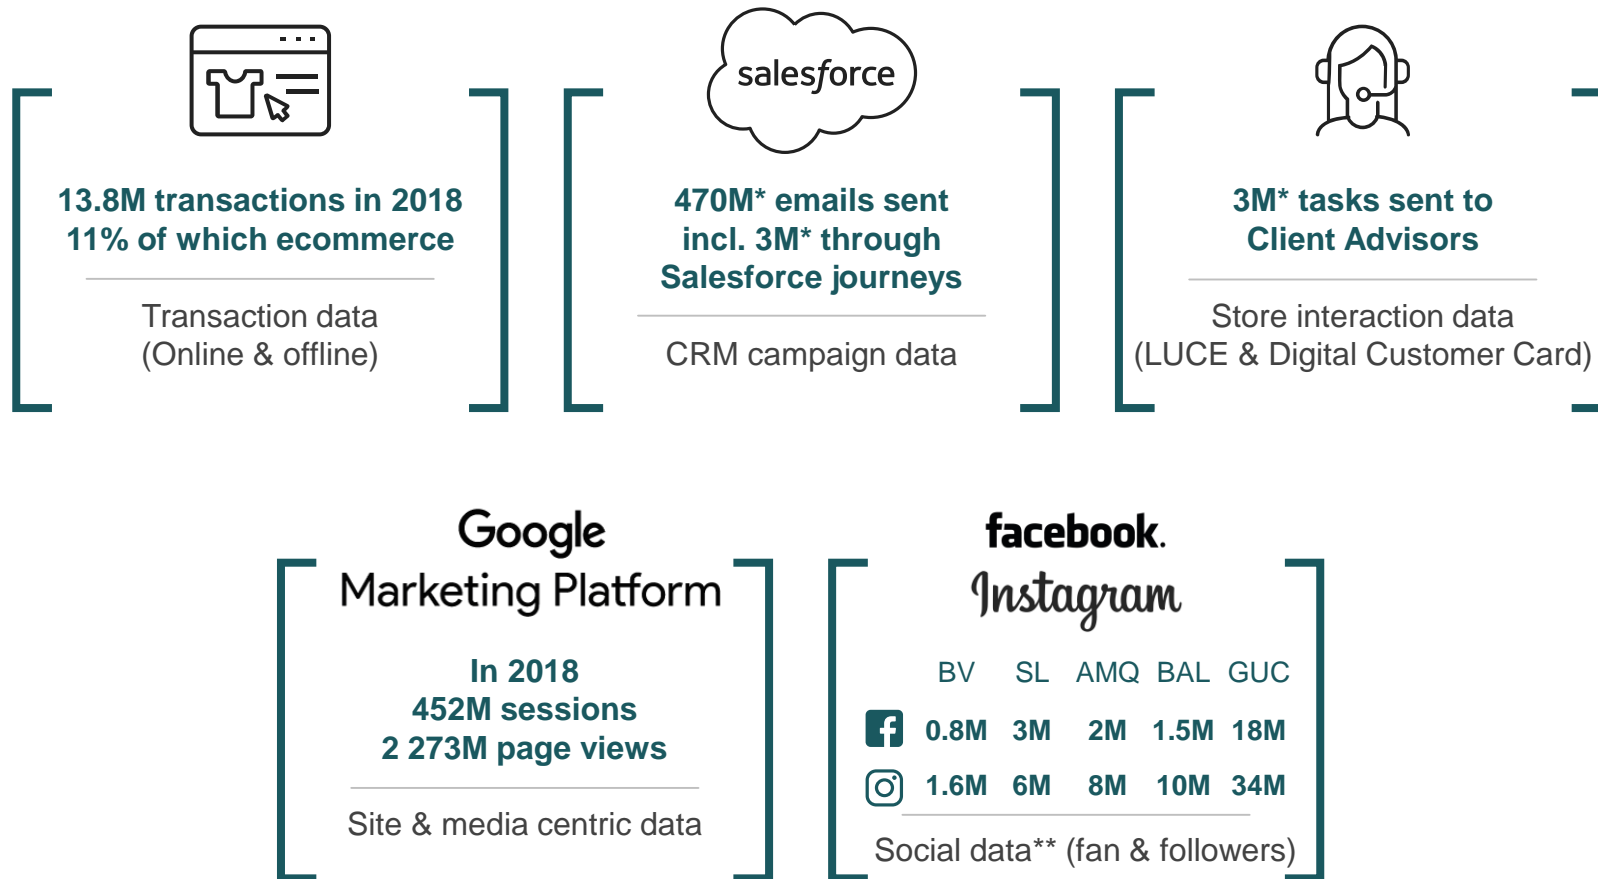 salesforce
13.8M transactions in 2018
11% of which ecommerce
Transaction data
(Online & offline)
470M* emails sent
incl. 3M* through
Salesforce journeys
CRM campaign data
3M* tasks sent to
Client Advisors
Store interaction data
(LUCE & Digital Customer Card)
Google
Marketing Platform
In 2018
452M sessions
2 273M page views
Site & media centric data
facebook.
Instagram
BV SL AMQ BAL GUC
0.8M 3M 2M 1.5M 18M
1.6M 6M 8M 10M 34M
Social data** (fan & followers)